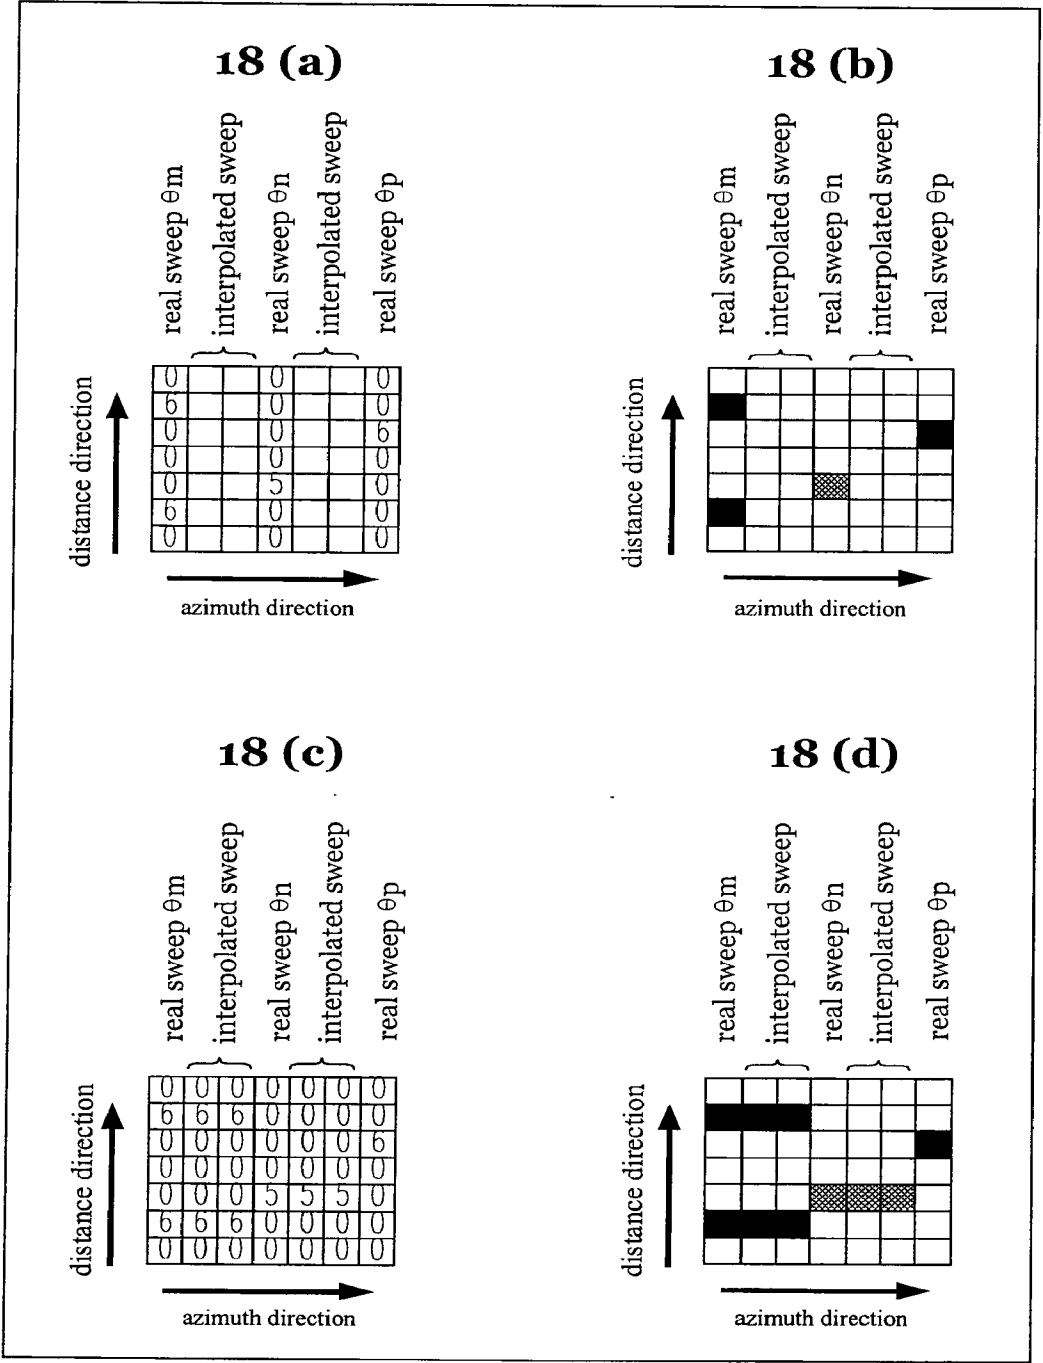 18 (a)
real sweep θm
interpolated sweep
real sweep θn
interpolated sweep
real sweep θp
distance direction
0 0 0
6 0 0
0 0 6
0 0 0
0 5 0
6 0 0
0 0 0
azimuth direction
18 (b)
real sweep θm
interpolated sweep
real sweep θn
interpolated sweep
real sweep θp
distance direction
azimuth direction
18 (c)
real sweep θm
interpolated sweep
real sweep θn
interpolated sweep
real sweep θp
distance direction
0 0 0 0 0 0 0
6 6 6 0 0 0 0
0 0 0 0 0 0 6
0 0 0 0 0 0 0
0 0 0 5 5 5 0
6 6 6 0 0 0 0
0 0 0 0 0 0 0
azimuth direction
18 (d)
real sweep θm
interpolated sweep
real sweep θn
interpolated sweep
real sweep θp
distance direction
azimuth direction